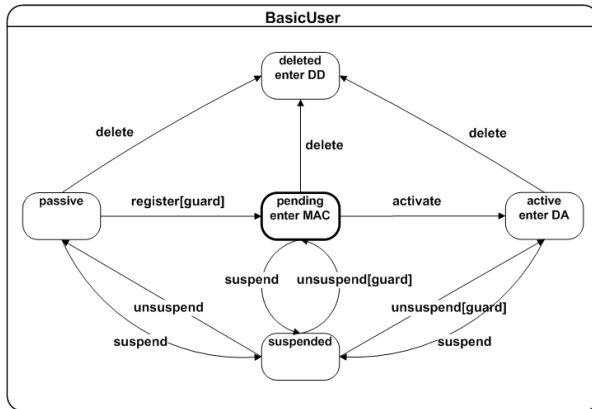 BasicUser
deleted
enter DD
delete
delete
delete
passive
register[guard]
pending
enter MAC
activate
active
enter DA
suspend
unsuspend[guard]
unsuspend
unsuspend[guard]
suspend
suspend
suspended